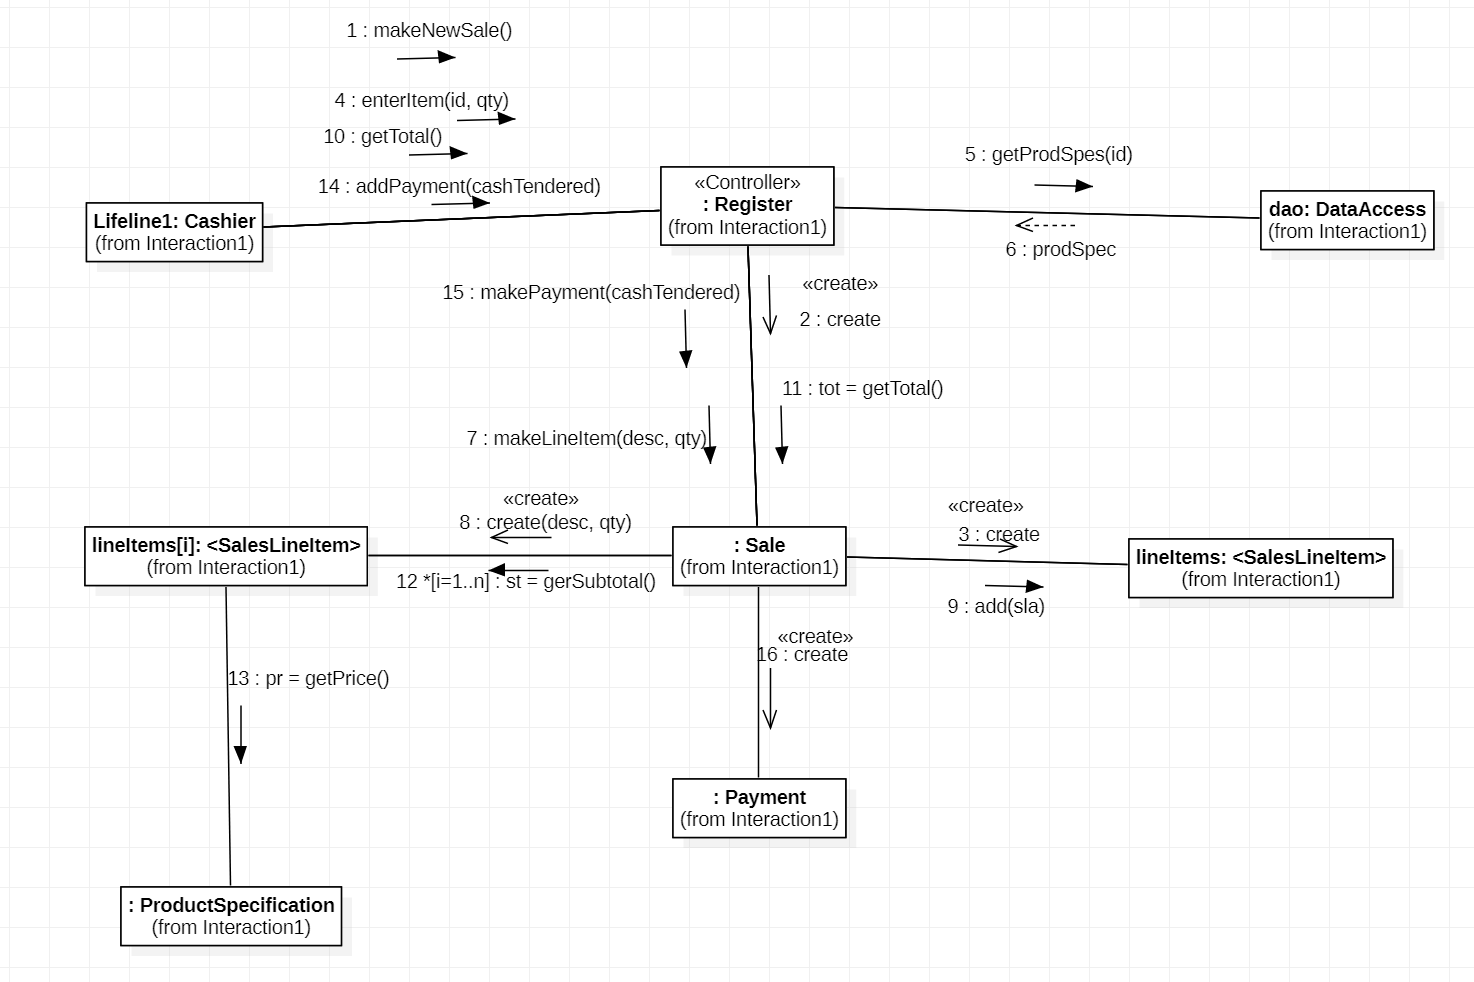 1 : makeNewSale()
4 : enterItem(id, qty)
10 : getTotal()
14 : addPayment(cashTendered)
Lifeline1: Cashier
(from Interaction1)
«Controller»
: Register
(from Interaction1)
5 : getProdSpes(id)
dao: DataAccess
(from Interaction1)
6 : prodSpec
15 : makePayment(cashTendered)
«create»
2 : create
11 : tot = getTotal()
7 : makeLineItem(desc, qty)
«create»
8 : create(desc, qty)
lineItems[i]: <SalesLineItem>
(from Interaction1)
12 *[i=1..n] : st = gerSubtotal()
: Sale
(from Interaction1)
«create»
3 : create
lineItems: <SalesLineItem>
(from Interaction1)
9 : add(sla)
«create»
16 : create
13 : pr = getPrice()
: Payment
(from Interaction1)
: ProductSpecification
(from Interaction1)